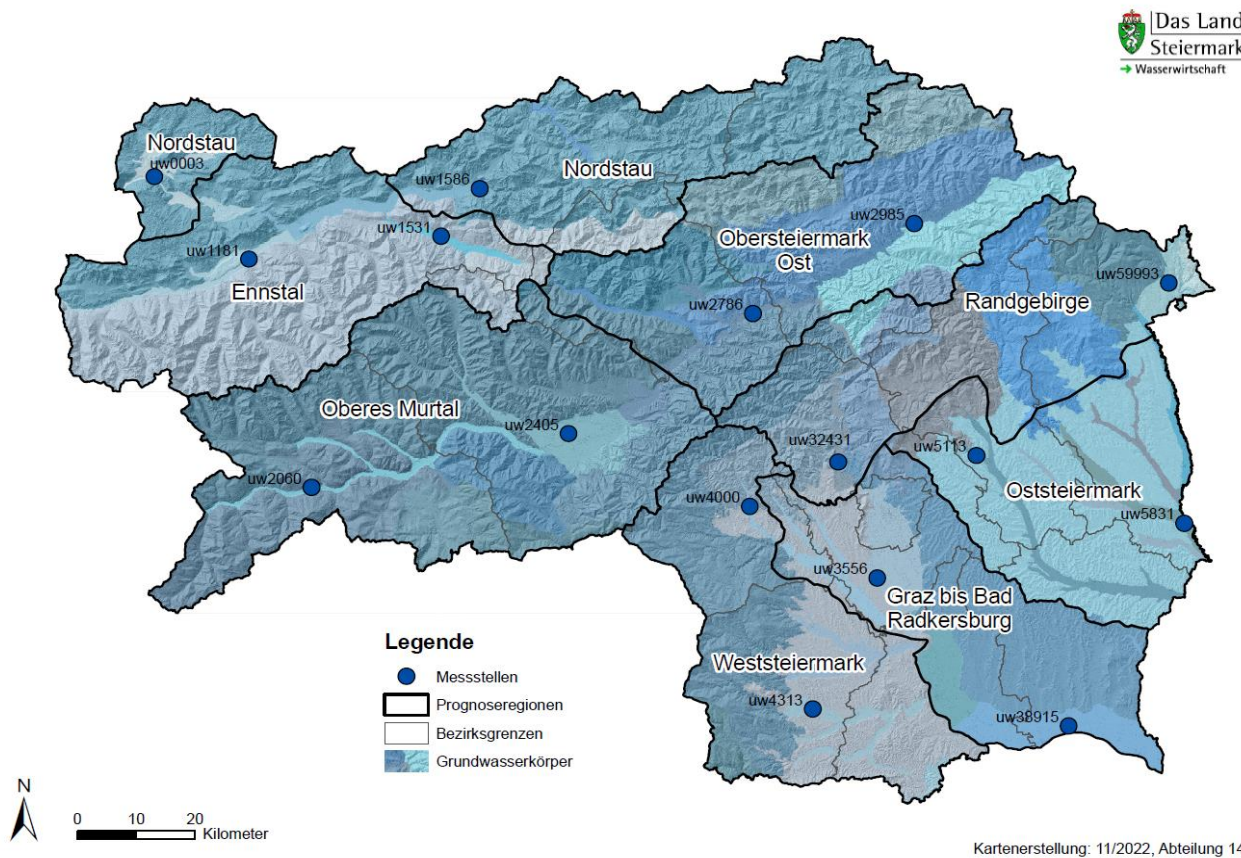 Das Land
Steiermark
→ Wasserwirtschaft
Nordstau
uw0003
Nordstau
uw1586
uw2985
uw1531
Obersteiermark
Ost
uw1181
uw59993
Ennstal
Randgebirge
uw2786
Oberes Murtal
uw2405
uw32431
uw5113
uw2060
Oststeiermark
uw4000
uw5831
uw3556
Graz bis Bad
Radkersburg
Weststeiermark
uw4313
uw38915
Legende
Messstellen
Prognoseregionen
Bezirksgrenzen
Grundwasserkörper
N
0 10 20
Kilometer
Kartenerstellung: 11/2022, Abteilung 14